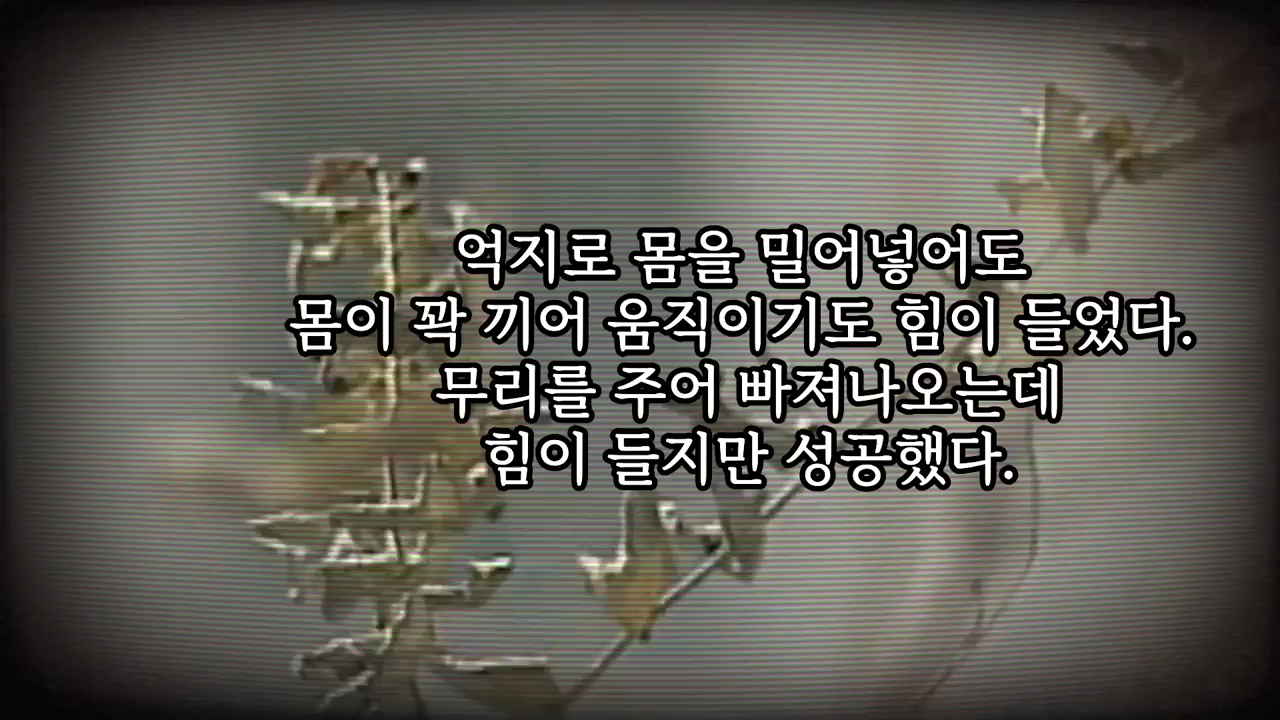 억지로 몸을 밀어넣어도
몸이 꽉 끼어 움직이기도 힘이 들었다.
무리를 주어 빠져나오는데
힘이 들지만 성공했다.